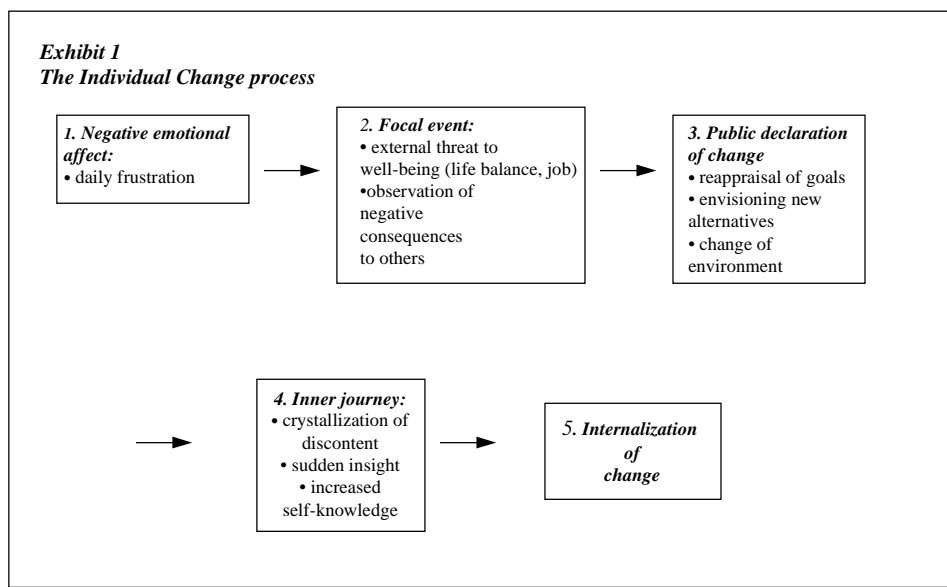 Exhibit 1
The Individual Change process
1. Negative emotional
affect:
• daily frustration
2. Focal event:
• external threat to
well-being (life balance, job)
•observation of
negative
consequences
to others
3. Public declaration
of change
• reappraisal of goals
• envisioning new
alternatives
• change of
environment
4. Inner journey:
• crystallization of
discontent
• sudden insight
• increased
self-knowledge
5. Internalization
of
change